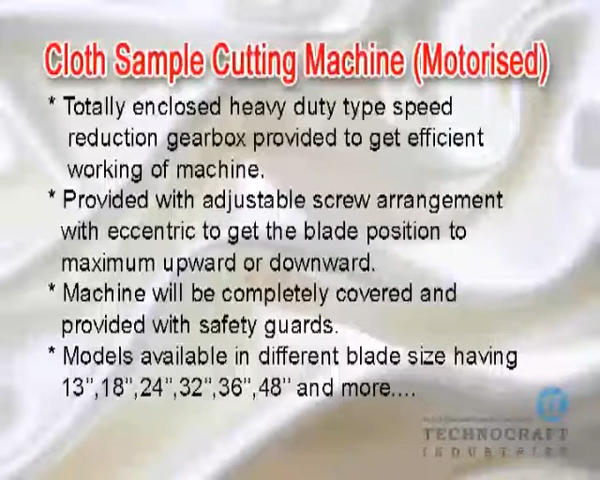 Cloth Sample Cutting Machine (Motorised)
* Totally enclosed heavy duty type speed
reduction gearbox provided to get efficient
working of machine.
* Provided with adjustable screw arrangement
with eccentric to get the blade position to
maximum upward or downward.
* Machine will be completely covered and
provided with safety guards.
* Models available in different blade size having
13",18",24",32",36",48" and more....
TECHNOCRAFT
INDUSTRIES